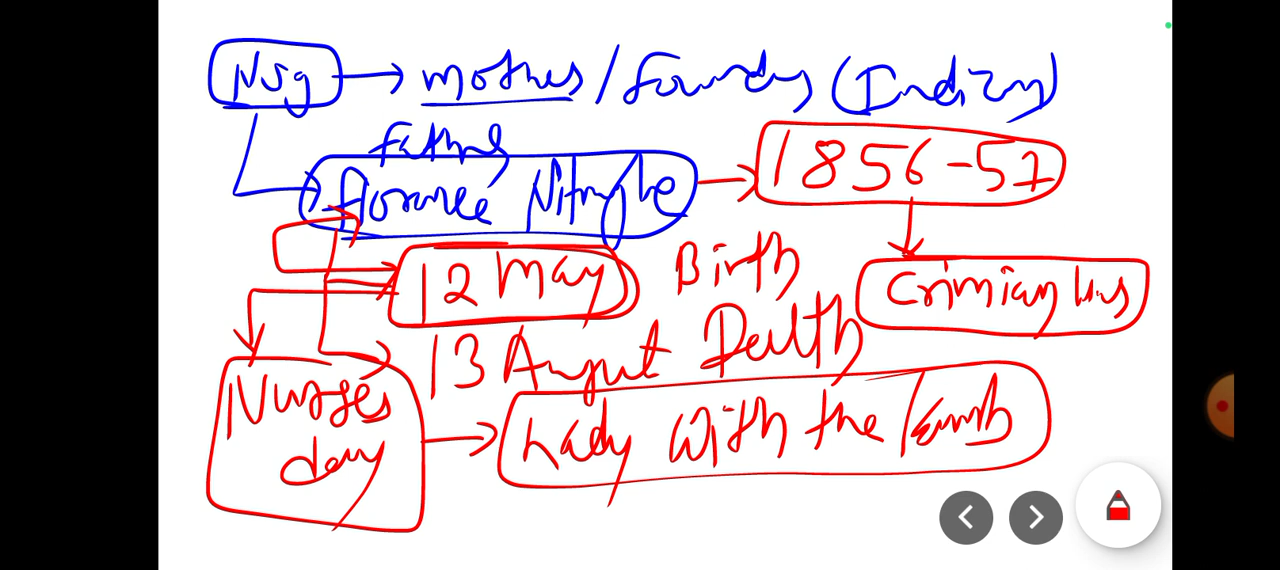 Nsg → mother / Founder (Indian)
Father
florance Nitingle → 1856-57
12 May Birth
Crimian War
13 August Death
Nurses
day → Lady With the Lamb